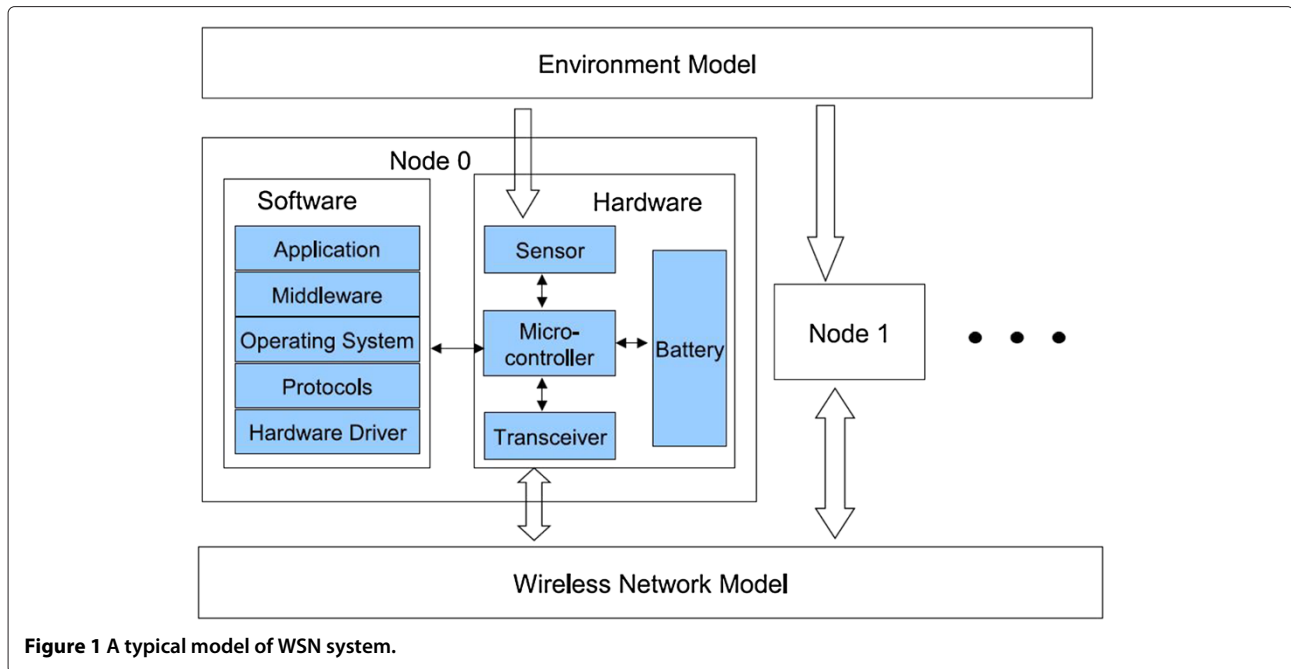 Environment Model
Node 0
Software
Application
Middleware
Operating System
Protocols
Hardware Driver
Hardware
Sensor
Micro-
controller
Transceiver
Battery
Node 1
Wireless Network Model
Figure 1 A typical model of WSN system.